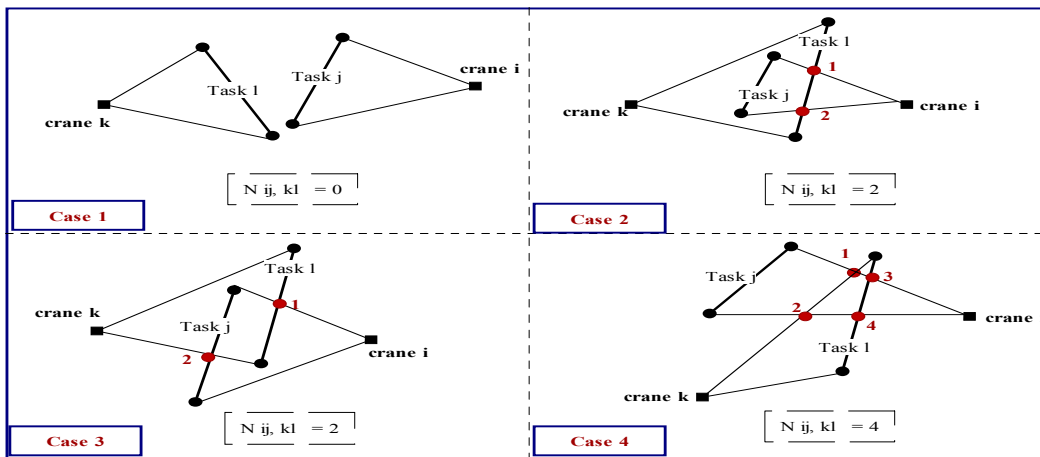 Task l
Task j
crane i
crane k
N ij, kl = 0
Case 1
Task l
1
Task j
crane k
2
crane i
N ij, kl = 2
Case 2
Task l
1
crane k
Task j
2
crane i
N ij, kl = 2
Case 3
1
Task j
3
2
4
crane
Task l
crane k
N ij, kl = 4
Case 4